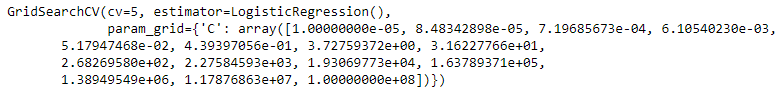 GridSearchCV(cv=5, estimator=LogisticRegression(),
             param_grid={'C': array([1.00000000e-05, 8.48342898e-05, 7.19685673e-04, 6.10540230e-03,
       5.17947468e-02, 4.39397056e-01, 3.72759372e+00, 3.16227766e+01,
       2.68269580e+02, 2.27584593e+03, 1.93069773e+04, 1.63789371e+05,
       1.38949549e+06, 1.17876863e+07, 1.00000000e+08])})